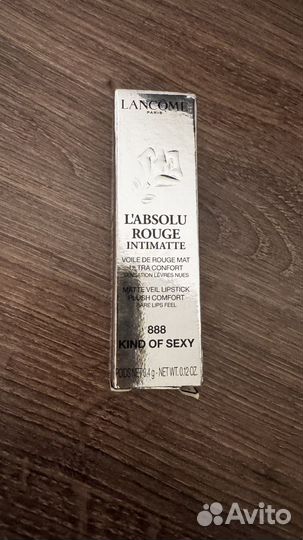 LANCÔME
PARIS
L'ABSOLU
ROUGE
INTIMATTE
VOILE DE ROUGE MAT
ULTRA CONFORT
SENSATION LÈVRES NUES
MATTE VEIL LIPSTICK
PLUSH COMFORT
BARE LIPS FEEL
888
KIND OF SEXY
POIDS NET 3.4 g - NET WT. 0.12 OZ.
Avito